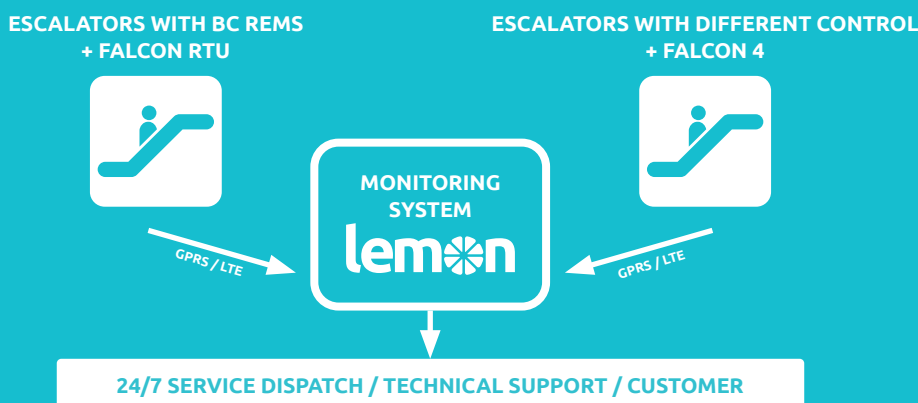 ESCALATORS WITH BC REMS
+ FALCON RTU
ESCALATORS WITH DIFFERENT CONTROL
+ FALCON 4
MONITORING
SYSTEM
lemon
GPRS / LTE
GPRS / LTE
24/7 SERVICE DISPATCH / TECHNICAL SUPPORT / CUSTOMER